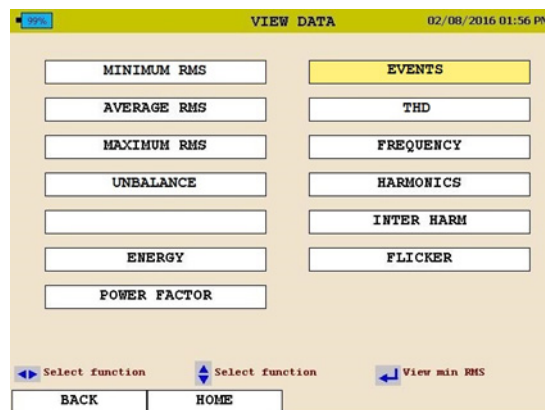 99%
VIEW DATA
02/08/2016 01:56 PM
MINIMUM RMS
EVENTS
AVERAGE RMS
THD
MAXIMUM RMS
FREQUENCY
UNBALANCE
HARMONICS
INTER HARM
ENERGY
FLICKER
POWER FACTOR
Select function
Select function
View min RMS
BACK
HOME